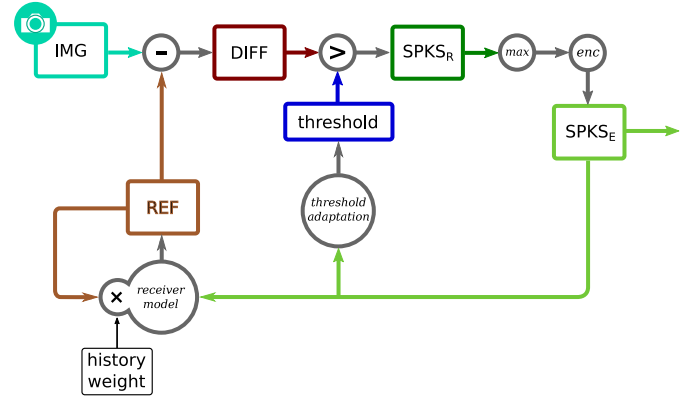 IMG
-
DIFF
>
SPKS_R
max
enc
threshold
SPKS_E
threshold
adaptation
REF
×
receiver
model
history
weight